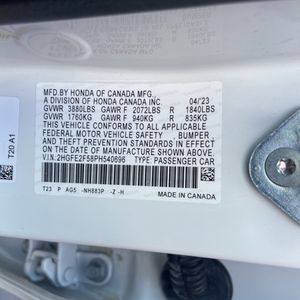 MFD BY HONDA OF CANADA MFG.,
A DIVISION OF HONDA CANADA INC. 04/23
GVWR 3880LBS GAWR F 2072LBS R 1840LBS
GVWR 1760KG GAWR F 940KG R 835KG
THIS VEHICLE CONFORMS TO ALL APPLICABLE
FEDERAL MOTOR VEHICLE SAFETY, BUMPER
AND THEFT PREVENTION STANDARDS IN
EFFECT ON THE DATE OF MANUFACTURE
SHOWN ABOVE.
V.I.N.:2HGFE2F58PH540696 TYPE: PASSENGER CAR
T23 P AG5 -NH883P -Z -H
MADE IN CANADA
T20 A1